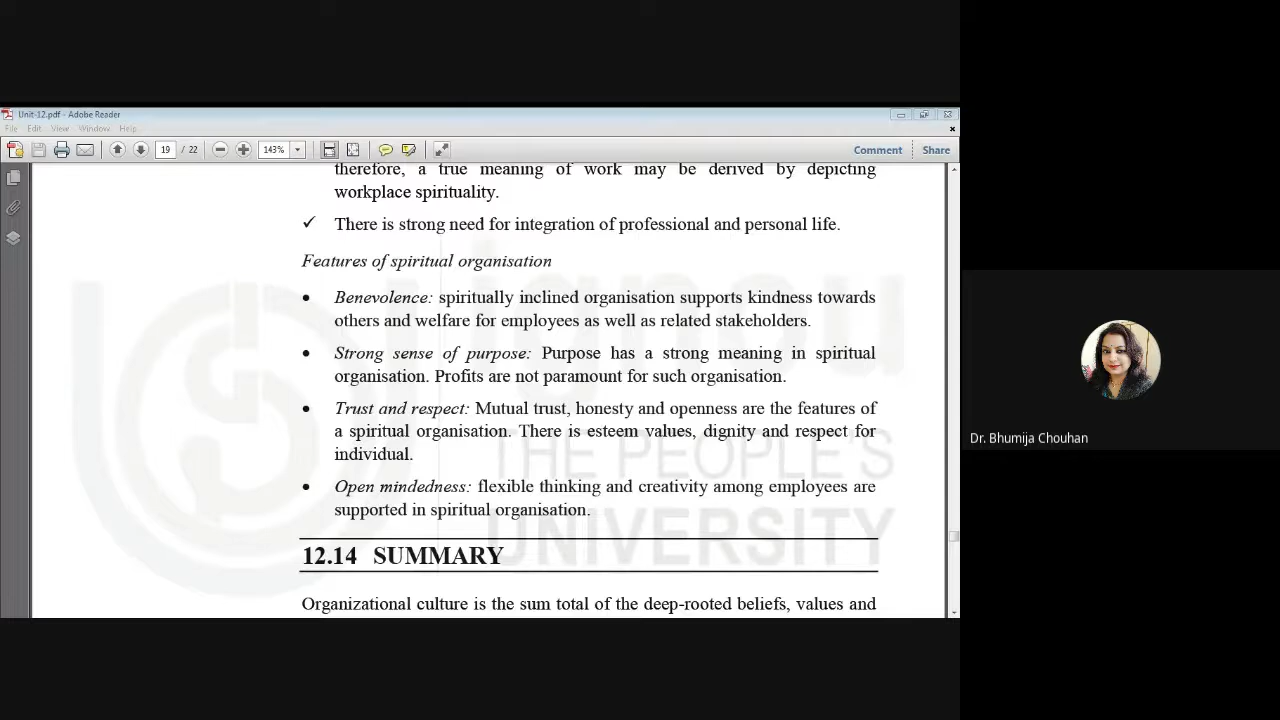 Unit-12.pdf - Adobe Reader
File Edit View Window Help
19 / 22 143% Comment Share
therefore, a true meaning of work may be derived by depicting
workplace spirituality.
✓ There is strong need for integration of professional and personal life.
Features of spiritual organisation
• Benevolence: spiritually inclined organisation supports kindness towards
others and welfare for employees as well as related stakeholders.
• Strong sense of purpose: Purpose has a strong meaning in spiritual
organisation. Profits are not paramount for such organisation.
• Trust and respect: Mutual trust, honesty and openness are the features of
a spiritual organisation. There is esteem values, dignity and respect for
individual.
• Open mindedness: flexible thinking and creativity among employees are
supported in spiritual organisation.
12.14 SUMMARY
Organizational culture is the sum total of the deep-rooted beliefs, values and
ignou
THE PEOPLE'S
UNIVERSITY
Dr. Bhumija Chouhan